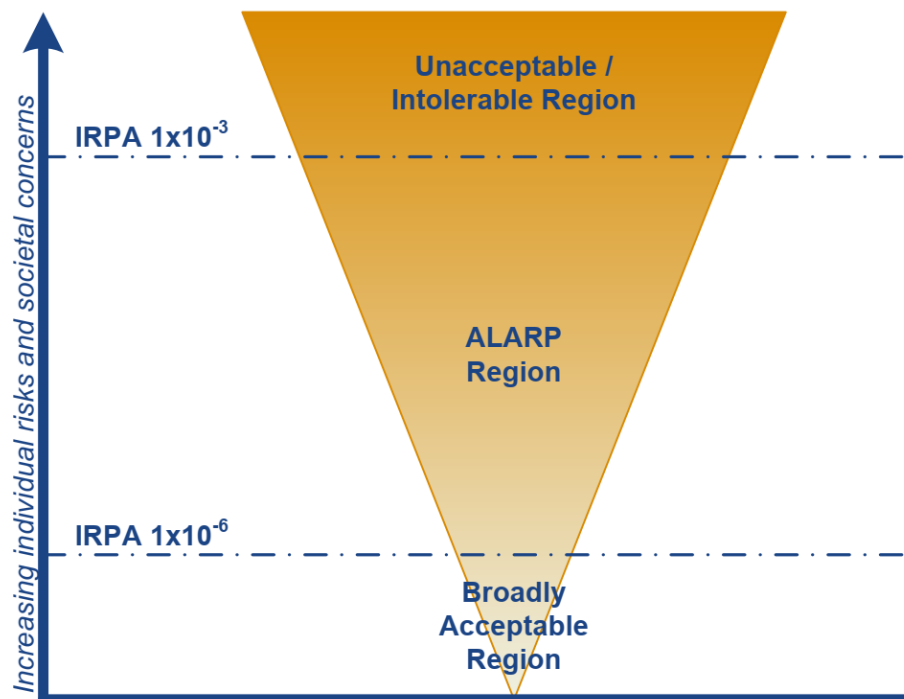 Unacceptable /
Intolerable Region
IRPA 1x10⁻³
ALARP
Region
IRPA 1x10⁻⁶
Broadly
Acceptable
Region
Increasing individual risks and societal concerns